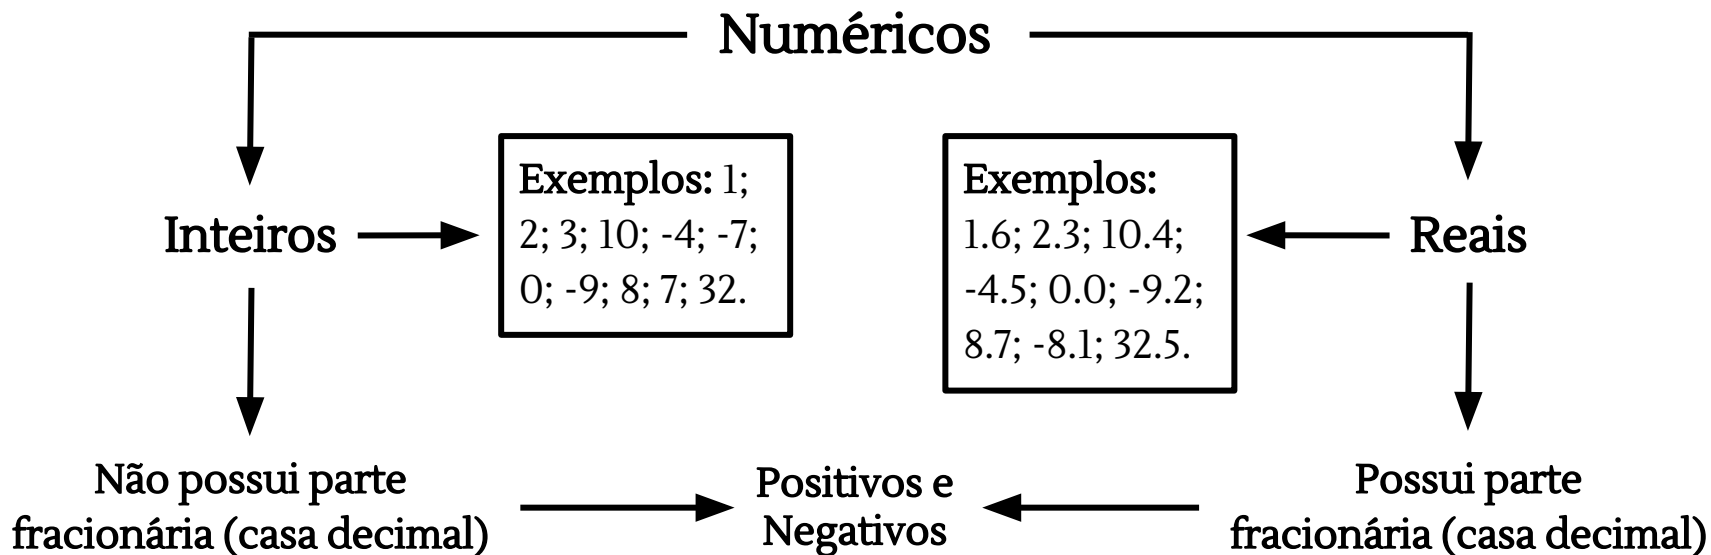 Numéricos
Inteiros
Exemplos: 1;
2; 3; 10; -4; -7;
0; -9; 8; 7; 32.
Exemplos:
1.6; 2.3; 10.4;
-4.5; 0.0; -9.2;
8.7; -8.1; 32.5.
Reais
Não possui parte
fracionária (casa decimal)
Positivos e
Negativos
Possui parte
fracionária (casa decimal)